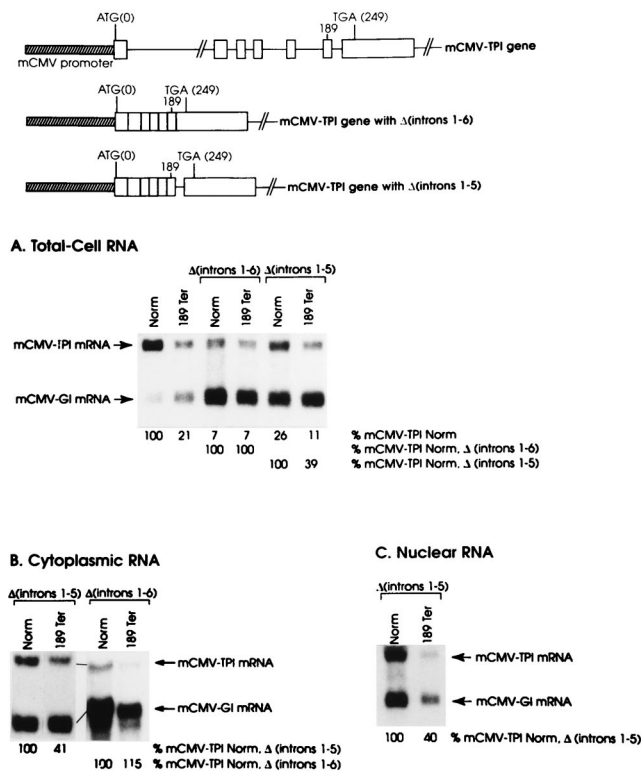 ATG(0) 189 TGA (249)
mCMV promoter mCMV-TPI gene
ATG(0) 189 TGA (249)
mCMV-TPI gene with Δ(introns 1-6)
ATG(0) 189 TGA (249)
mCMV-TPI gene with Δ(introns 1-5)
A. Total-Cell RNA
Δ(introns 1-6) Δ(introns 1-5)
Norm 189 Ter Norm 189 Ter Norm 189 Ter
mCMV-TPI mRNA
mCMV-GI mRNA
100 21 7 7 26 11 % mCMV-TPI Norm
100 100 % mCMV-TPI Norm, Δ (introns 1-6)
100 39 % mCMV-TPI Norm, Δ (introns 1-5)
B. Cytoplasmic RNA
Δ(introns 1-5) Δ(introns 1-6)
Norm 189 Ter Norm 189 Ter
mCMV-TPI mRNA
mCMV-GI mRNA
100 41 % mCMV-TPI Norm, Δ (introns 1-5)
100 115 % mCMV-TPI Norm, Δ (introns 1-6)
C. Nuclear RNA
Δ(introns 1-5)
Norm 189 Ter
mCMV-TPI mRNA
mCMV-GI mRNA
100 40 % mCMV-TPI Norm, Δ (introns 1-5)